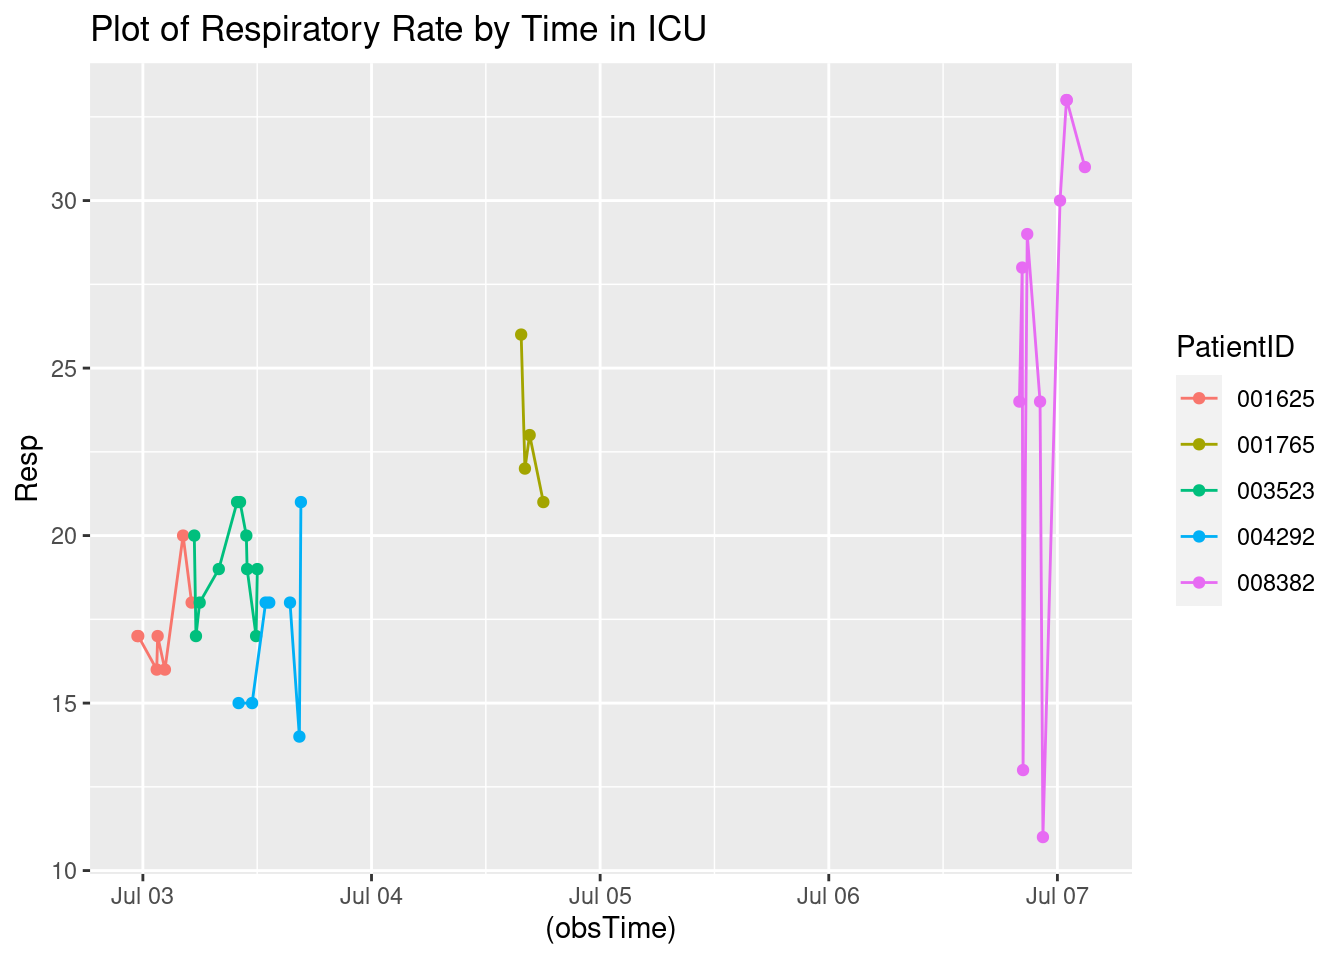 Plot of Respiratory Rate by Time in ICU
30
25
20
15
10
Resp
Jul 03
Jul 04
Jul 05
Jul 06
Jul 07
(obsTime)
PatientID
001625
001765
003523
004292
008382